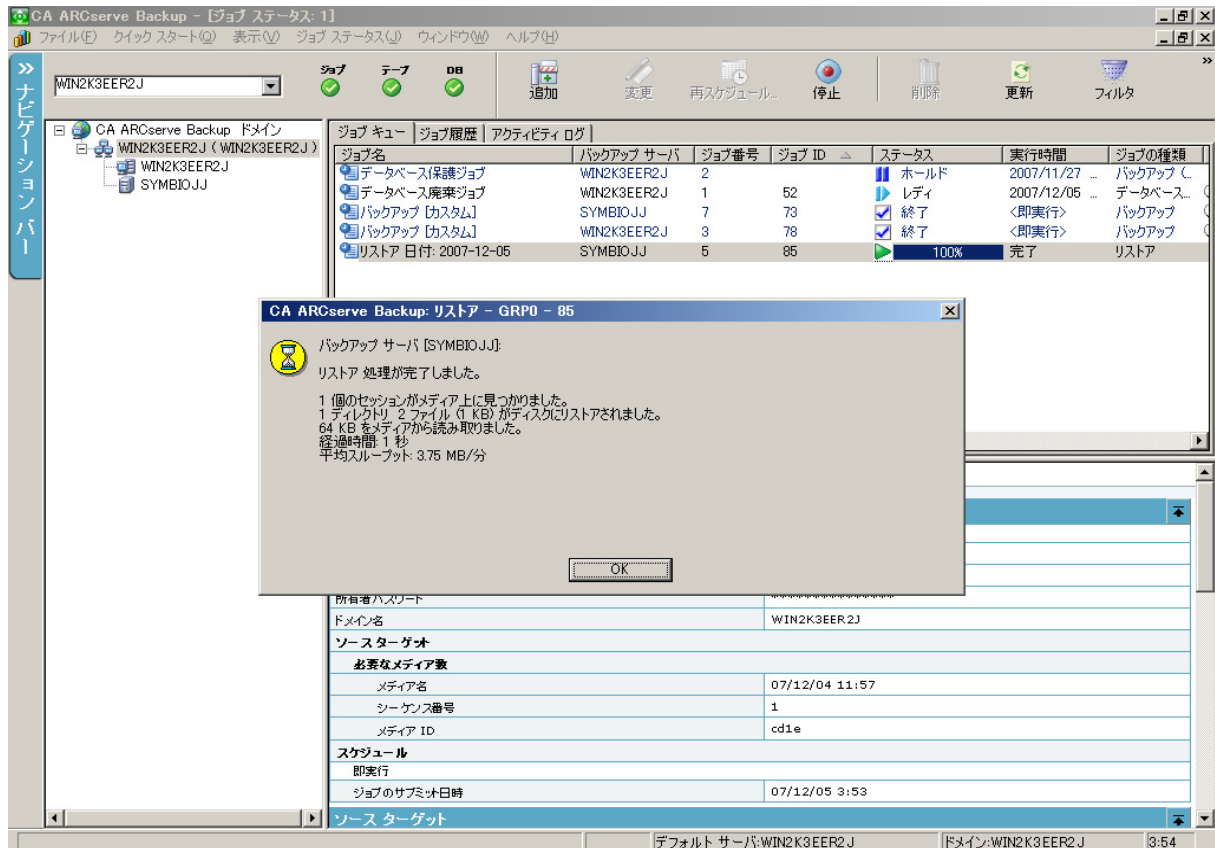 CA ARCserve Backup - [ジョブ ステータス: 1]
ファイル(F) クイック スタート(Q) 表示(V) ジョブ ステータス(J) ウィンドウ(W) ヘルプ(H)
ナビゲーション バー
WIN2K3EER2J
ジョブ テープ DB
追加 変更 再スケジュール... 停止 削除 更新 フィルタ
CA ARCserve Backup ドメイン
WIN2K3EER2J ( WIN2K3EER2J )
WIN2K3EER2J
SYMBIOJJ
ジョブ キュー ジョブ履歴 アクティビティ ログ
ジョブ名 バックアップ サーバ ジョブ番号 ジョブ ID ステータス 実行時間 ジョブの種類
データベース保護ジョブ WIN2K3EER2J 2 ホールド 2007/11/27 ... バックアップ (...
データベース廃棄ジョブ WIN2K3EER2J 1 52 レディ 2007/12/05 ... データベース...
バックアップ [カスタム] SYMBIOJJ 7 73 終了 〈即実行〉 バックアップ
バックアップ [カスタム] WIN2K3EER2J 3 78 終了 〈即実行〉 バックアップ
リストア 日付: 2007-12-05 SYMBIOJJ 5 85 100% 完了 リストア
CA ARCserve Backup: リストア - GRP0 - 85
バックアップ サーバ [SYMBIOJJ]:
リストア 処理が完了しました。
1 個のセッションがメディア上に見つかりました。
1 ディレクトリ 2 ファイル (1 KB) がディスクにリストアされました。
64 KB をメディアから読み取りました。
経過時間: 1 秒
平均スループット: 3.75 MB/分
OK
所有者パスワード ****************
ドメイン名 WIN2K3EER2J
ソース ターゲット
必要なメディア数
メディア名 07/12/04 11:57
シーケンス番号 1
メディア ID cd1e
スケジュール
即実行
ジョブのサブミット日時 07/12/05 3:53
ソース ターゲット
デフォルト サーバ:WIN2K3EER2J ドメイン:WIN2K3EER2J 3:54